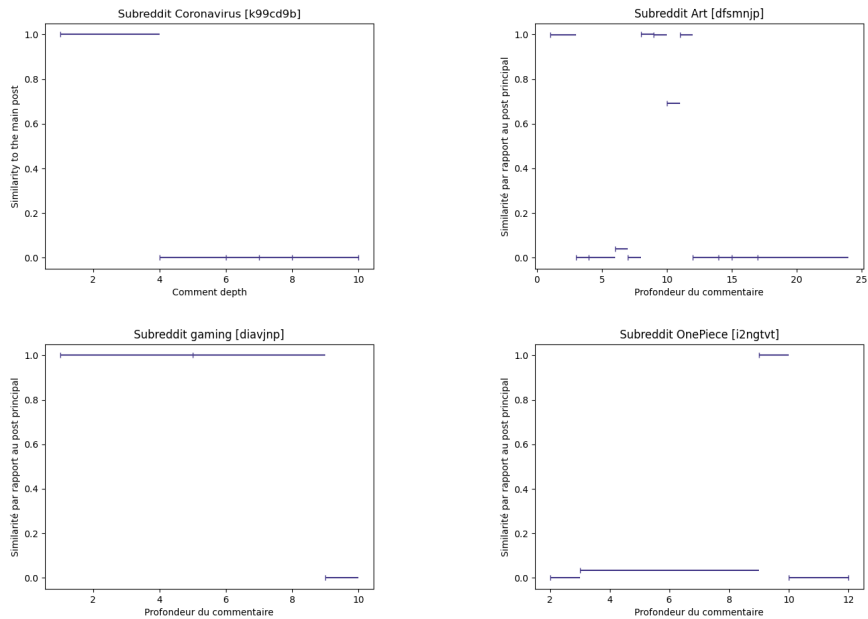 Subreddit Coronavirus [k99cd9b]
Similarity to the main post
1.0
0.8
0.6
0.4
0.2
0.0
2 4 6 8 10
Comment depth
Subreddit Art [dfsmnjp]
Similarité par rapport au post principal
1.0
0.8
0.6
0.4
0.2
0.0
0 5 10 15 20 25
Profondeur du commentaire
Subreddit gaming [diavjnp]
Similarité par rapport au post principal
1.0
0.8
0.6
0.4
0.2
0.0
2 4 6 8 10
Profondeur du commentaire
Subreddit OnePiece [i2ngtvt]
Similarité par rapport au post principal
1.0
0.8
0.6
0.4
0.2
0.0
2 4 6 8 10 12
Profondeur du commentaire